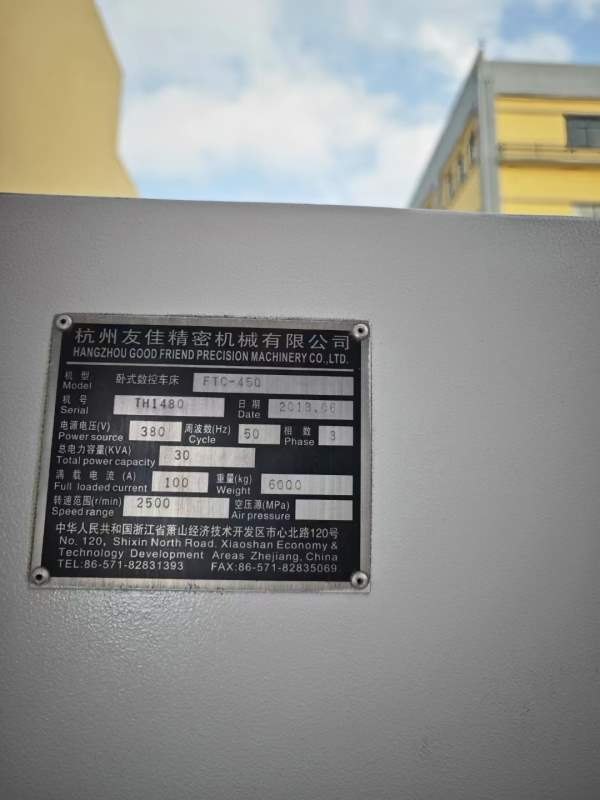 杭州友佳精密机械有限公司
HANGZHOU GOOD FRIEND PRECISION MACHINERY CO.,LTD.
机型 Model 卧式数控车床 FTC-450
机号 Serial TH1480 日期 Date 2013.06
电源电压(V) Power source 380 周波数(Hz) Cycle 50 相数 Phase 3
总电力容量(KVA) Total power capacity 30
满载电流(A) Full loaded current 100 重量(kg) Weight 6000
转速范围(r/min) Speed range 2500 空压源(MPa) Air pressure
中华人民共和国浙江省萧山经济技术开发区市心北路120号
No. 120, Shixin North Road. Xiaoshan Economy &
Technology Development Areas Zhejiang, China
TEL:86-571-82831393 FAX:86-571-82835069